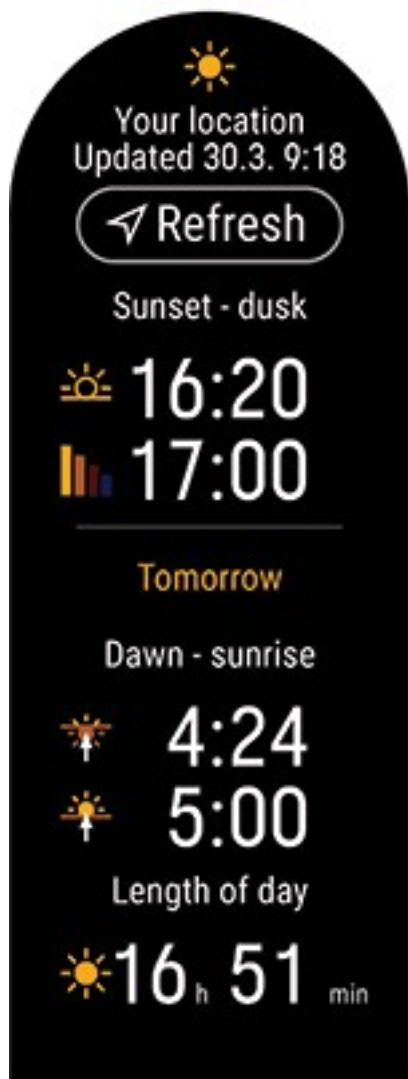 Your location
Updated 30.3. 9:18
Refresh
Sunset - dusk
16:20
17:00
Tomorrow
Dawn - sunrise
4:24
5:00
Length of day
16 h 51 min